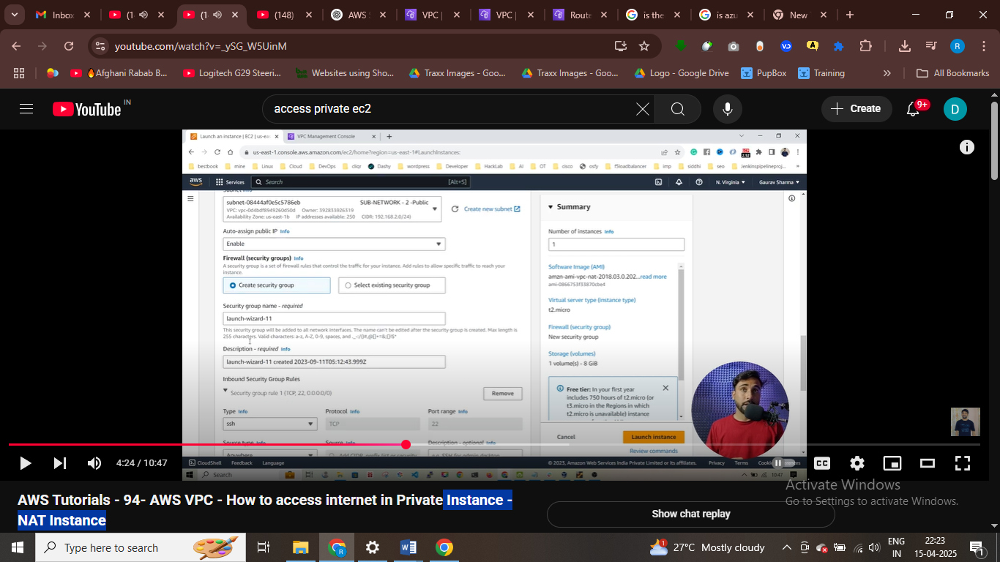 Inbox
(1
(1
(148)
AWS
VPC |
VPC |
Route
is the
is azu
New
youtube.com/watch?v=_ySG_W5UinM
Afghani Rabab B...
Logitech G29 Steeri...
Websites using Sho...
Traxx Images - Goo...
Traxx Images - Goo...
Logo - Google Drive
PupBox
Training
All Bookmarks
YouTube IN
access private ec2
Create
9+
D
Launch an instance | EC2 | us-ea
VPC Management Console
us-east-1.console.aws.amazon.com/ec2/home?region=us-east-1#LaunchInstances:
bestbook
mine
Linux
Cloud
DevOps
cliqr
Dashy
wordpress
Developer
HackLab
AI
OT
cisco
osfy
f5loadbalancer
imp
siddhi
seo
Jenkinspipelineproj...
aws
Services
Search
[Alt+S]
N. Virginia
Gaurav Sharma
subnet-08444af0e5c5786eb
SUB-NETWORK - 2 -Public
VPC: vpc-0d4bdf8949260d50d Owner: 392833926319
Availability Zone: us-east-1b IP addresses available: 250 CIDR: 192.168.2.0/24)
Create new subnet
Auto-assign public IP Info
Enable
Firewall (security groups) Info
A security group is a set of firewall rules that control the traffic for your instance. Add rules to allow specific traffic to reach your
instance.
Create security group
Select existing security group
Security group name - required
launch-wizard-11
This security group will be added to all network interfaces. The name can't be edited after the security group is created. Max length is
255 characters. Valid characters: a-z, A-Z, 0-9, spaces, and ._-:/()#,@[]+=&;{}!$*
Description - required Info
launch-wizard-11 created 2023-09-11T05:12:43.999Z
Inbound Security Group Rules
Security group rule 1 (TCP, 22, 0.0.0.0/0)
Remove
Type Info
Protocol Info
Port range Info
ssh
TCP
22
Source type Info
Source Info
Description - optional Info
Anywhere
Add CIDR, prefix list or security
e.g. SSH for admin desktop
Summary
Number of instances Info
1
Software Image (AMI)
amzn-ami-vpc-nat-2018.03.0.202...read more
ami-0866753f33870cbe4
Virtual server type (instance type)
t2.micro
Firewall (security group)
New security group
Storage (volumes)
1 volume(s) - 8 GiB
Free tier: In your first year
includes 750 hours of t2.micro (or
t3.micro in the Regions in which
t2.micro is unavailable) instance
Cancel
Launch instance
Review commands
CloudShell
Feedback
Language
© 2023, Amazon Web Services India Private Limited or its affiliates.
Privacy
Terms
Search
10:47
4:24 / 10:47
CC
AWS Tutorials - 94- AWS VPC - How to access internet in Private Instance -
NAT Instance
Show chat replay
Activate Windows
Go to Settings to activate Windows.
Type here to search
27°C Mostly cloudy
ENG
IN
22:23
15-04-2025